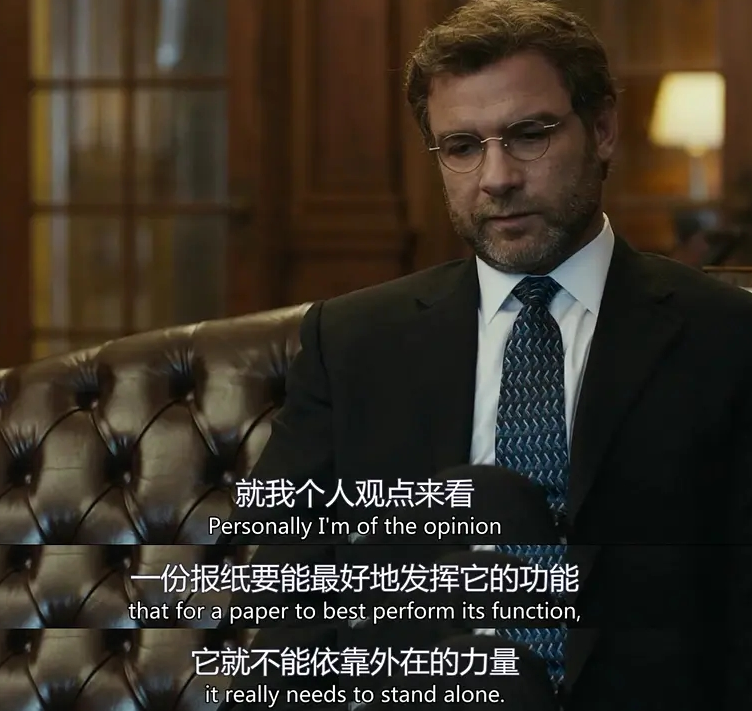 就我个人观点来看
Personally I'm of the opinion
一份报纸要能最好地发挥它的功能
that for a paper to best perform its function,
它就不能依靠外在的力量
it really needs to stand alone.